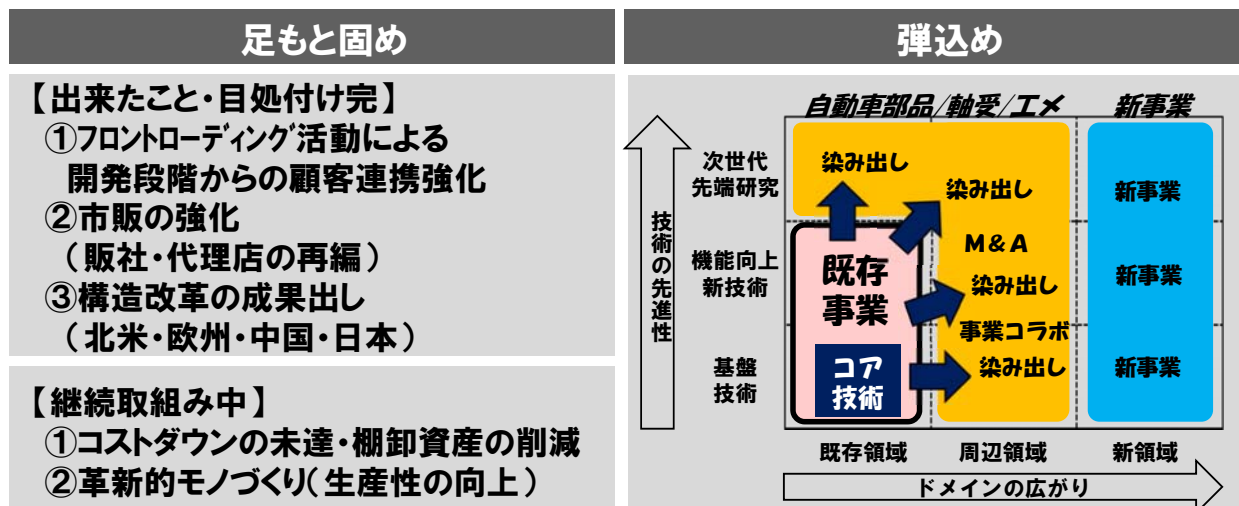 足もと固め
【出来たこと・目処付け完】
①フロントローディング活動による
開発段階からの顧客連携強化
②市販の強化
（販社・代理店の再編）
③構造改革の成果出し
（北米・欧州・中国・日本）
【継続取組み中】
①コストダウンの未達・棚卸資産の削減
②革新的モノづくり（生産性の向上）
弾込め
自動車部品/軸受/工メ
新事業
技術の先進性
次世代
先端研究
機能向上
新技術
基盤
技術
染み出し
染み出し
M＆A
既存
事業
染み出し
事業コラボ
コア
技術
染み出し
新事業
新事業
新事業
既存領域
周辺領域
新領域
ドメインの広がり